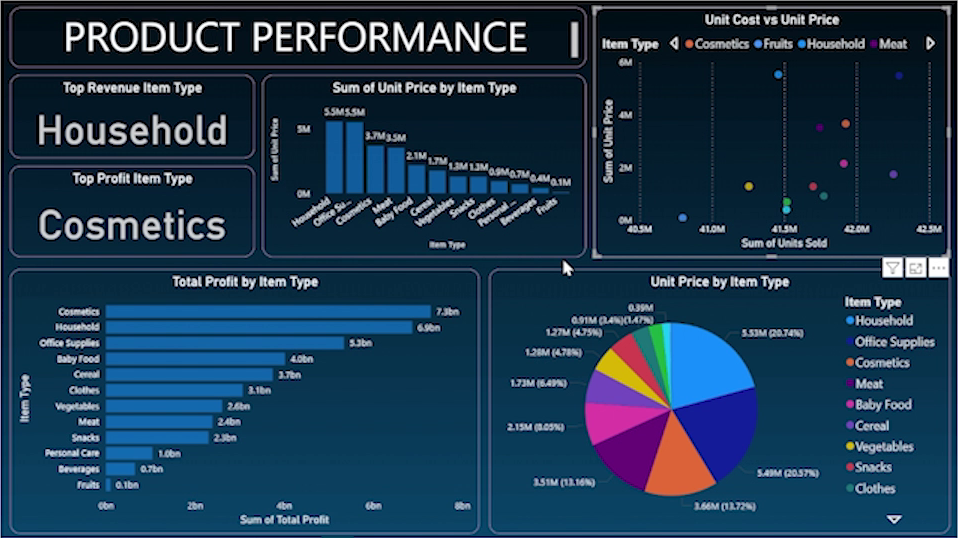 PRODUCT PERFORMANCE
Top Revenue Item Type
Household
Top Profit Item Type
Cosmetics
Sum of Unit Price by Item Type
Sum of Unit Price
5M
0M
5.5M 5.5M 3.7M 3.5M 2.1M 1.7M 1.3M 1.3M 0.9M 0.7M 0.4M 0.1M
Household Office Su... Cosmetics Meat Baby Food Cereal Vegetables Snacks Clothes Personal ... Beverages Fruits
Item Type
Unit Cost vs Unit Price
Item Type Cosmetics Fruits Household Meat
Sum of Unit Price
6M
4M
2M
0M
40.5M 41.0M 41.5M 42.0M 42.5M
Sum of Units Sold
Total Profit by Item Type
Item Type
Cosmetics 7.3bn
Household 6.9bn
Office Supplies 5.3bn
Baby Food 4.0bn
Cereal 3.7bn
Clothes 3.1bn
Vegetables 2.6bn
Meat 2.4bn
Snacks 2.3bn
Personal Care 1.0bn
Beverages 0.7bn
Fruits 0.1bn
0bn 2bn 4bn 6bn 8bn
Sum of Total Profit
Unit Price by Item Type
0.39M
0.91M (3.4%) (1.47%)
1.27M (4.75%)
1.28M (4.78%)
1.73M (6.49%)
2.15M (8.05%)
3.51M (13.16%)
3.66M (13.72%)
5.49M (20.57%)
5.53M (20.74%)
Item Type
Household
Office Supplies
Cosmetics
Meat
Baby Food
Cereal
Vegetables
Snacks
Clothes